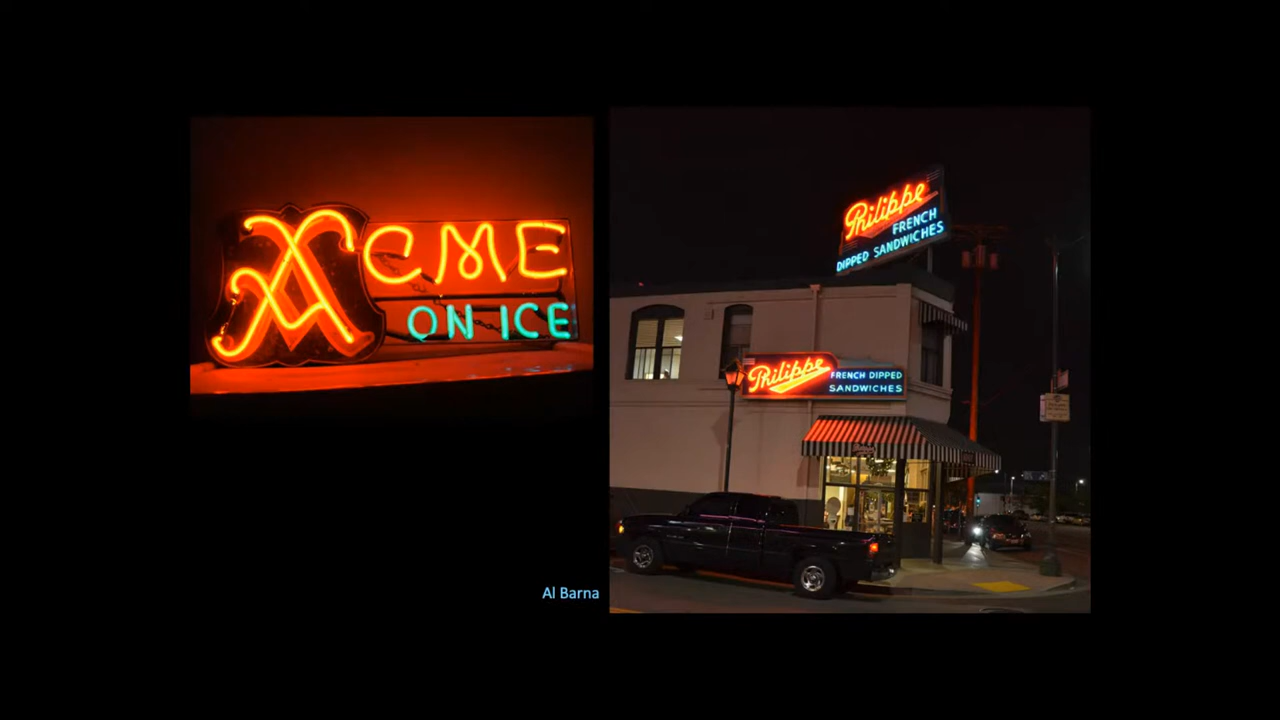 ACME
ON ICE
Philippe
FRENCH
DIPPED SANDWICHES
Philippe
FRENCH DIPPED
SANDWICHES
Al Barna